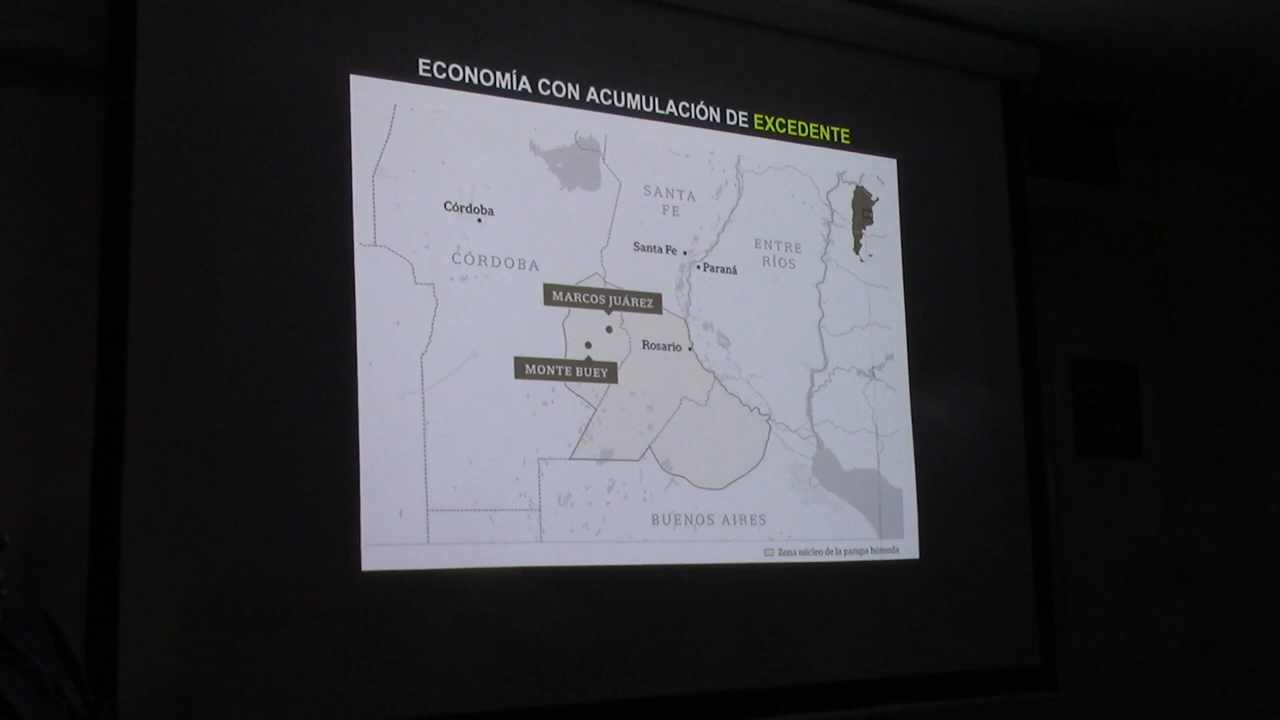 ECONOMÍA CON ACUMULACIÓN DE EXCEDENTE
SANTA
FE
Córdoba
CÓRDOBA
Santa Fe
Paraná
ENTRE
RÍOS
MARCOS JUÁREZ
Rosario
MONTE BUEY
BUENOS AIRES
Zona núcleo de la pampa húmeda